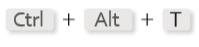 Ctrl + Alt + T